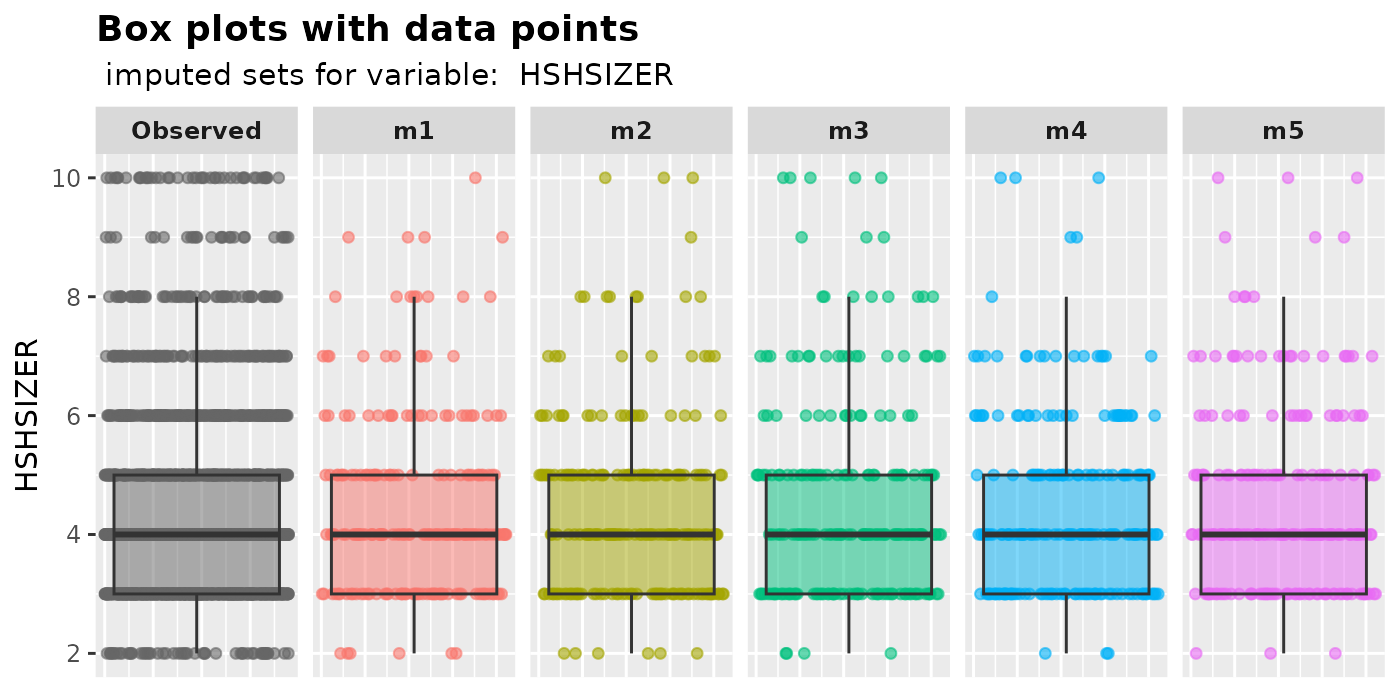 Box plots with data points
imputed sets for variable:  HSHSIZER
Observed m1 m2 m3 m4 m5
10
8
6
4
2
HSHSIZER